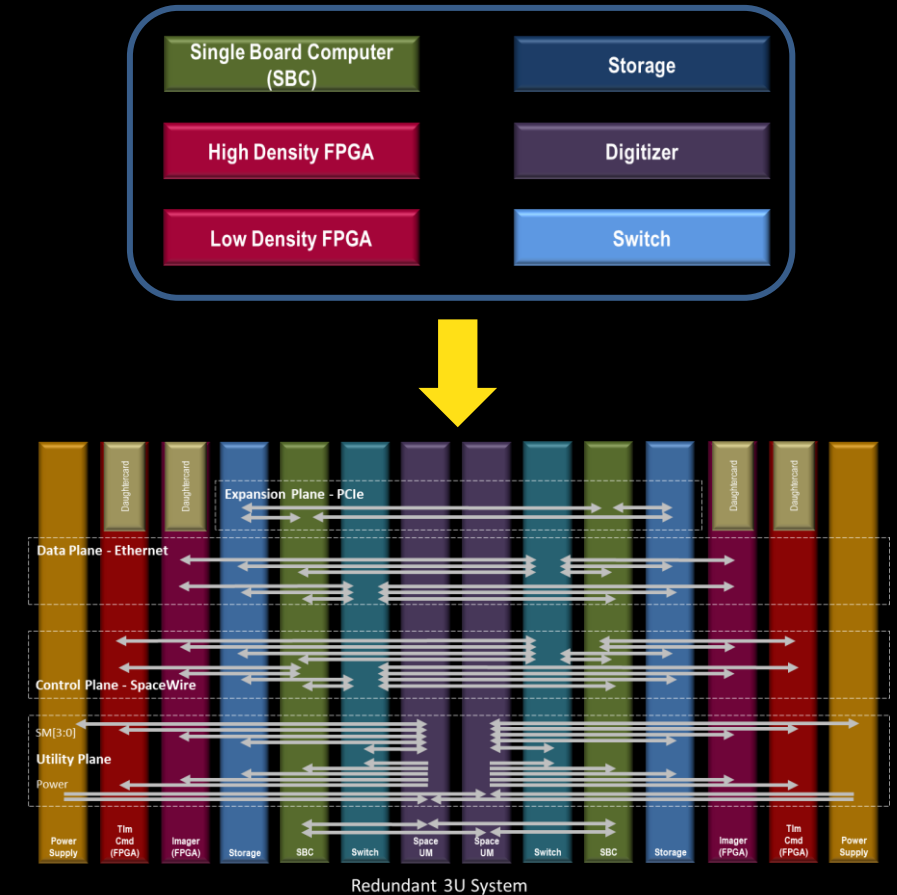 Single Board Computer
(SBC)
Storage
High Density FPGA
Digitizer
Low Density FPGA
Switch
Daughtercard
Daughtercard
Daughtercard
Daughtercard
Expansion Plane - PCIe
Data Plane - Ethernet
Control Plane - SpaceWire
SM[3:0]
Utility Plane
Power
Power
Supply
Tlm
Cmd
(FPGA)
Imager
(FPGA)
Storage
SBC
Switch
Space
UM
Space
UM
Switch
SBC
Storage
Imager
(FPGA)
Tlm
Cmd
(FPGA)
Power
Supply
Redundant 3U System